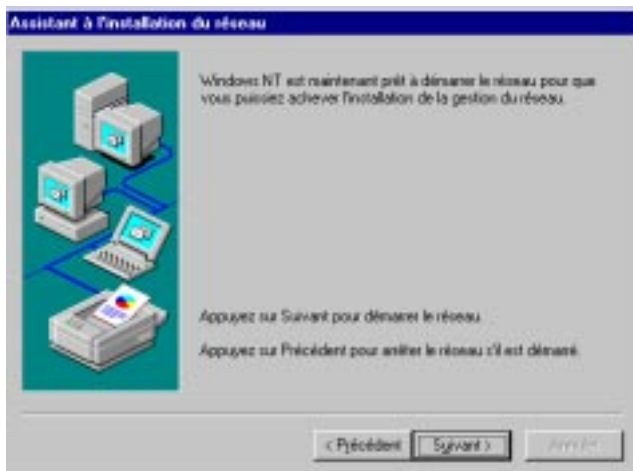 Assistant à l'installation du réseau
Windows NT est maintenant prêt à démarrer le réseau pour que
vous puissiez achever l'installation de la gestion du réseau.
Appuyez sur Suivant pour démarrer le réseau.
Appuyez sur Précédent pour arrêter le réseau s'il est démarré.
< Précédent
Suivant >
Annuler